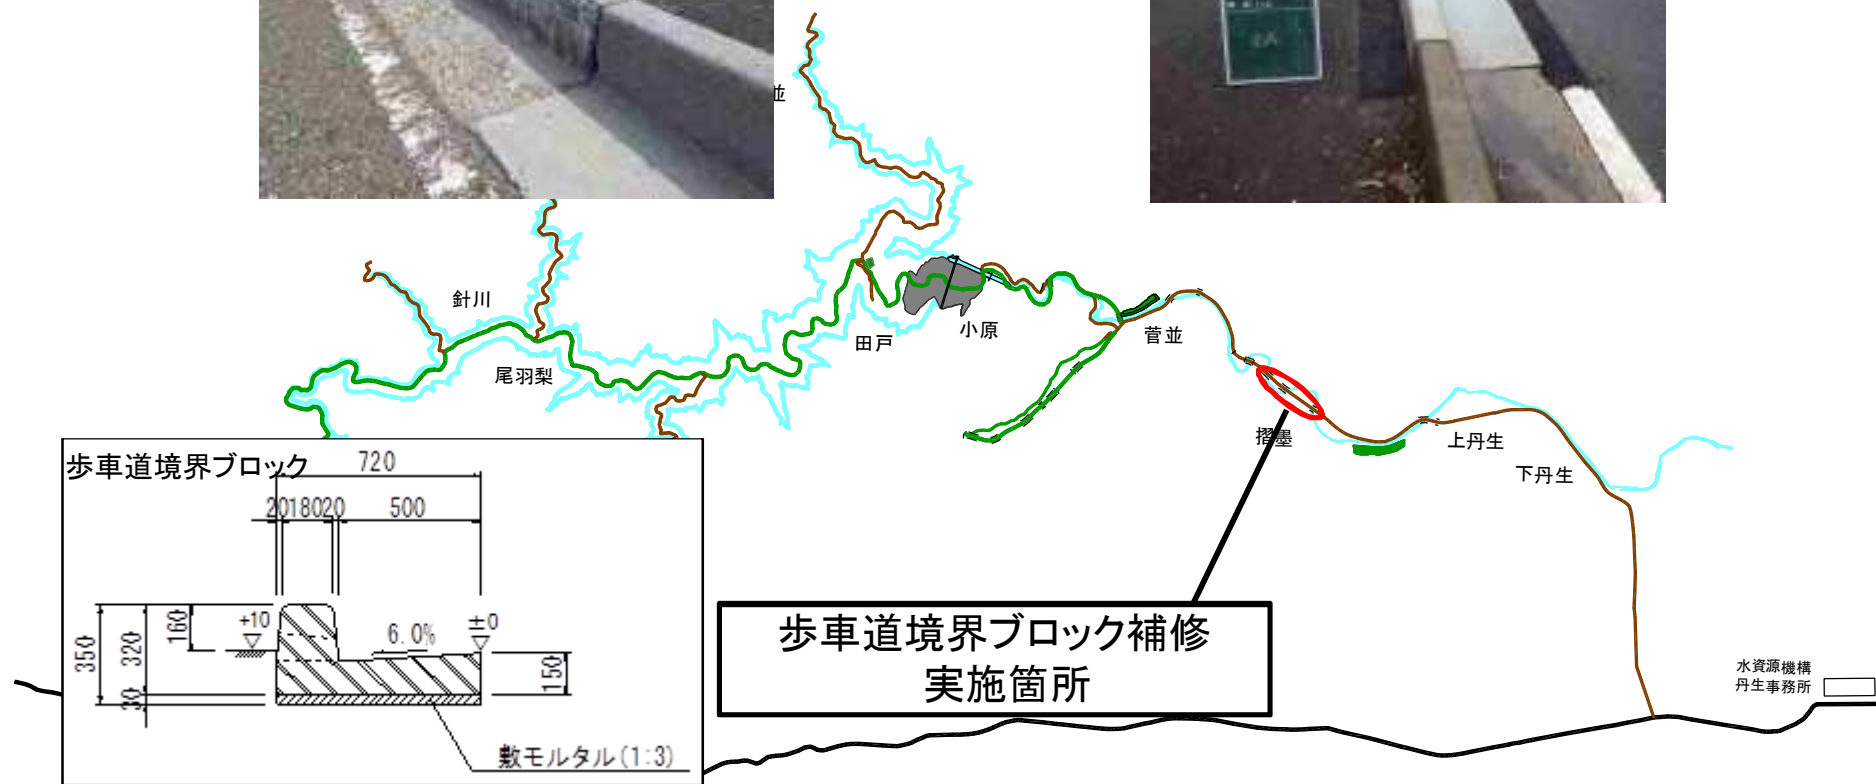 並
針川
尾羽梨
田戸
小原
菅並
摺墨
上丹生
下丹生
歩車道境界ブロック
720
20
180
20
500
350
320
160
+10
6.0%
±0
150
30
敷モルタル(1:3)
歩車道境界ブロック補修
実施箇所
水資源機構
丹生事務所